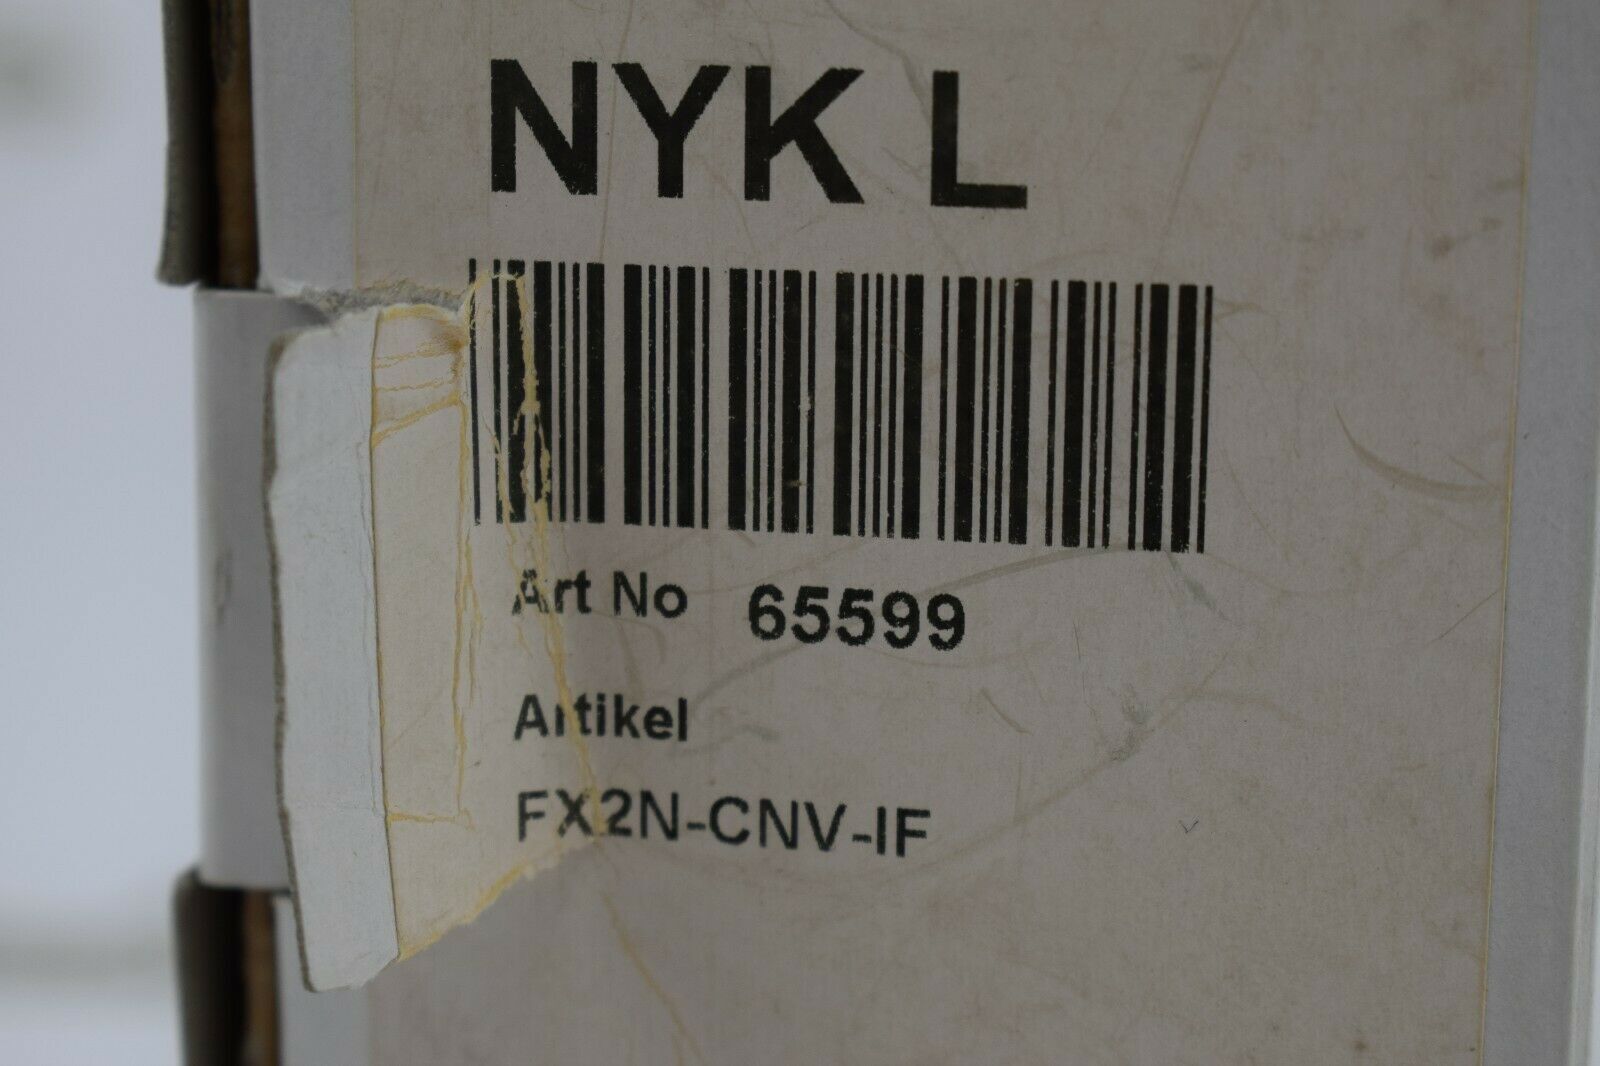 NYK L
Art No 65599
Artikel
FX2N-CNV-IF